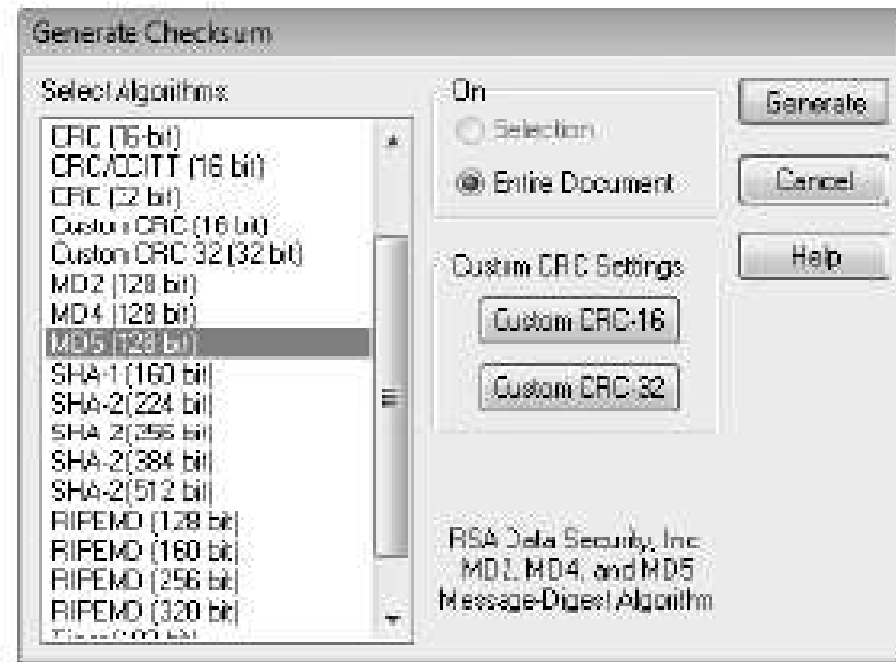 Generate Checksum
Select Algorithms:
CRC (16-bit)
CRC/CCITT (16 bit)
CRC (32 bit)
Custom CRC (16 bit)
Custom CRC 32 (32 bit)
MD2 (128 bit)
MD4 (128 bit)
MD5 (128 bit)
SHA-1 (160 bit)
SHA-2(224 bit)
SHA-2(256 bit)
SHA-2(384 bit)
SHA-2(512 bit)
RIPEMD (128 bit)
RIPEMD (160 bit)
RIPEMD (256 bit)
RIPEMD (320 bit)
On
Selection
Entire Document
Custom CRC Settings
Custom CRC-16
Custom CRC-32
RSA Data Security, Inc
MD2, MD4, and MD5
Message-Digest Algorithm
Generate
Cancel
Help